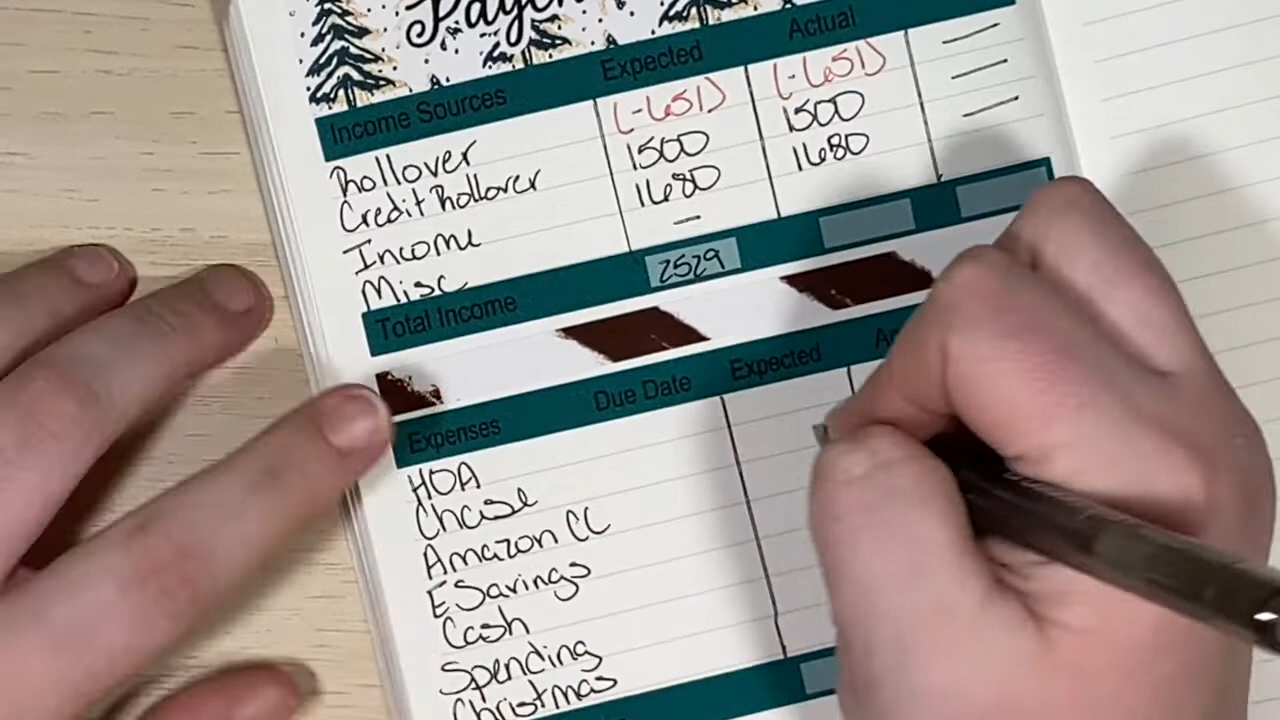 Expected Actual
Income Sources
Rollover (-651) (-651) —
Credit Rollover 1500 1500 —
Income 1680 1680 —
Misc —
Total Income 2529
Expenses Due Date Expected
HOA
Chase
Amazon CC
ESavings
Cash
Spending
Christmas